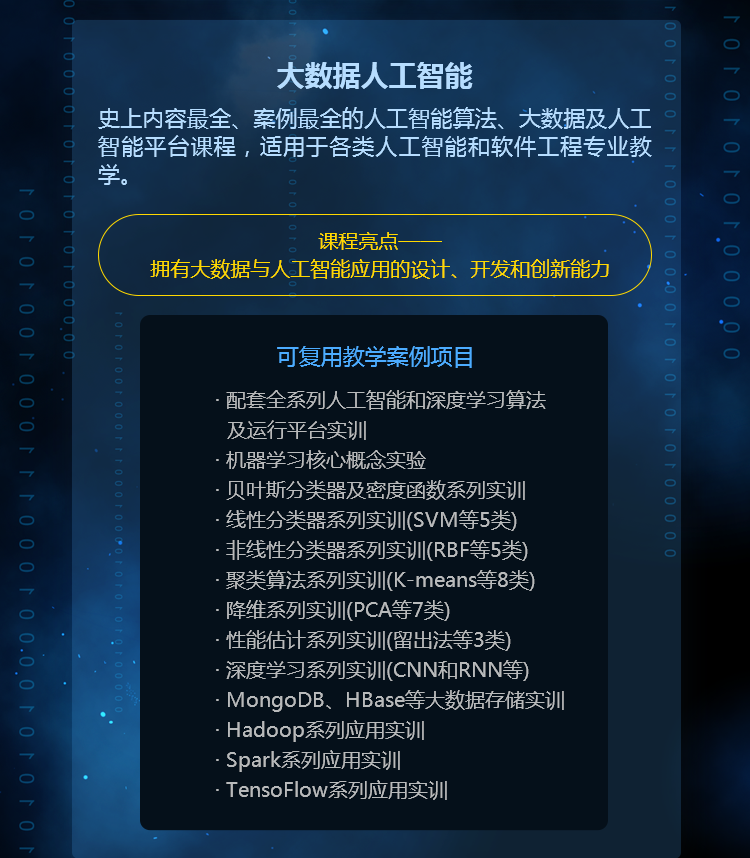 大数据人工智能
史上内容最全、案例最全的人工智能算法、大数据及人工
智能平台课程，适用于各类人工智能和软件工程专业教
学。
课程亮点——
拥有大数据与人工智能应用的设计、开发和创新能力
可复用教学案例项目
· 配套全系列人工智能和深度学习算法
及运行平台实训
· 机器学习核心概念实验
· 贝叶斯分类器及密度函数系列实训
· 线性分类器系列实训(SVM等5类)
· 非线性分类器系列实训(RBF等5类)
· 聚类算法系列实训(K-means等8类)
· 降维系列实训(PCA等7类)
· 性能估计系列实训(留出法等3类)
· 深度学习系列实训(CNN和RNN等)
· MongoDB、HBase等大数据存储实训
· Hadoop系列应用实训
· Spark系列应用实训
· TensoFlow系列应用实训